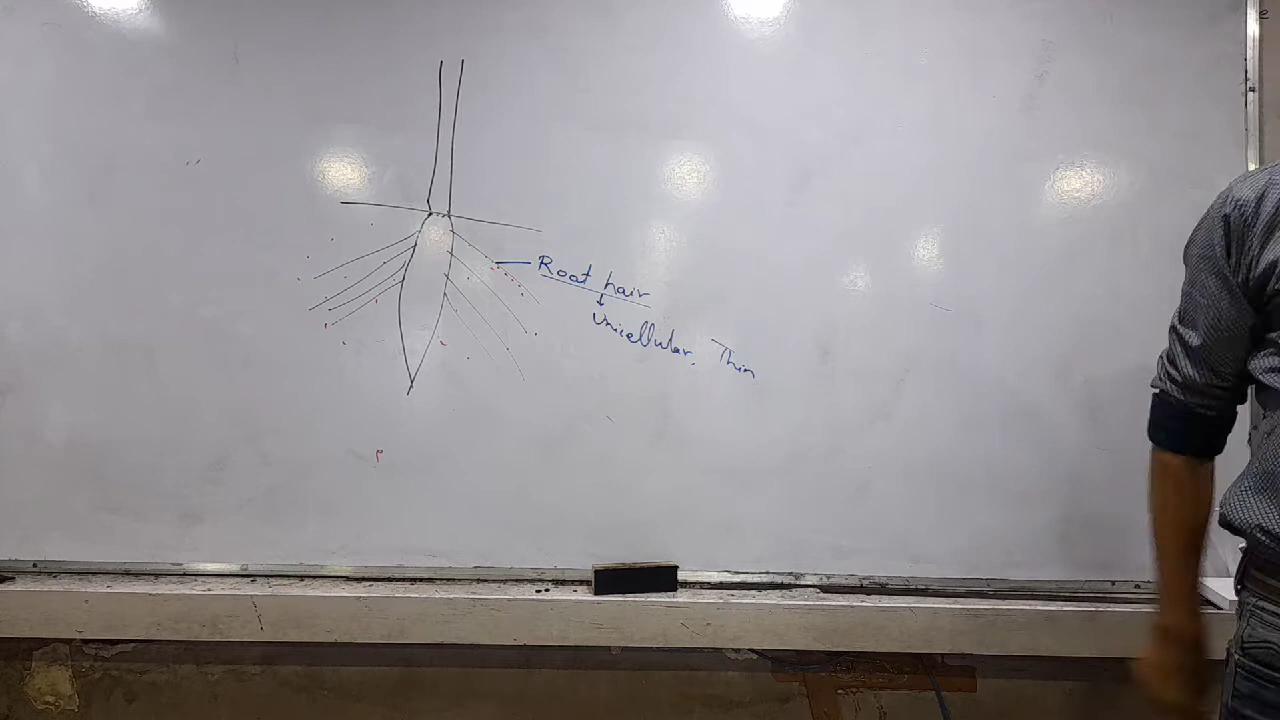 Root hair
↓
Unicellular, Thin